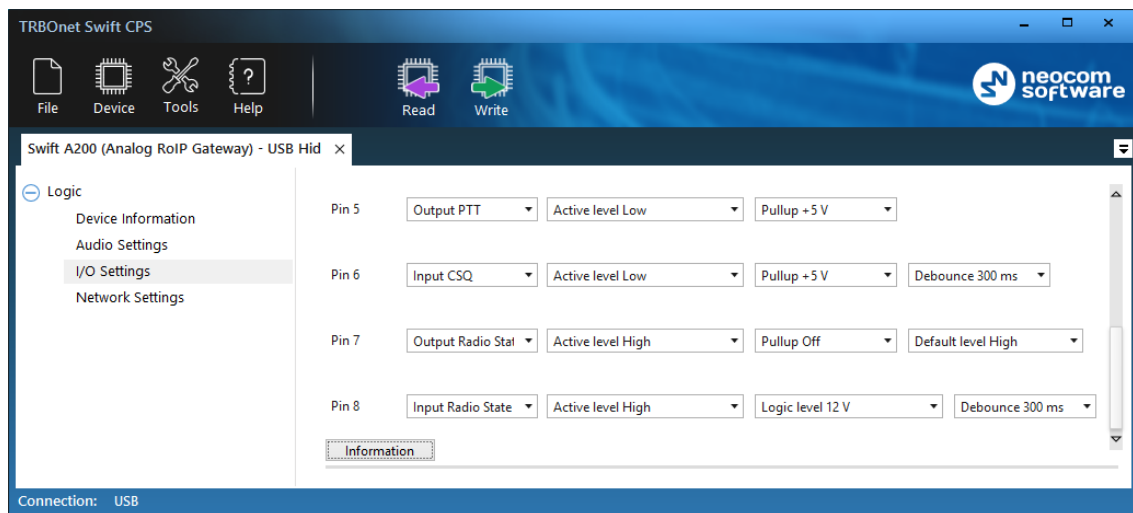 TRBOnet Swift CPS
File Device Tools Help Read Write
neocom
software
Swift A200 (Analog RoIP Gateway) - USB Hid
Logic
Device Information
Audio Settings
I/O Settings
Network Settings
Pin 5 Output PTT Active level Low Pullup +5 V
Pin 6 Input CSQ Active level Low Pullup +5 V Debounce 300 ms
Pin 7 Output Radio Stat Active level High Pullup Off Default level High
Pin 8 Input Radio State Active level High Logic level 12 V Debounce 300 ms
Information
Connection: USB